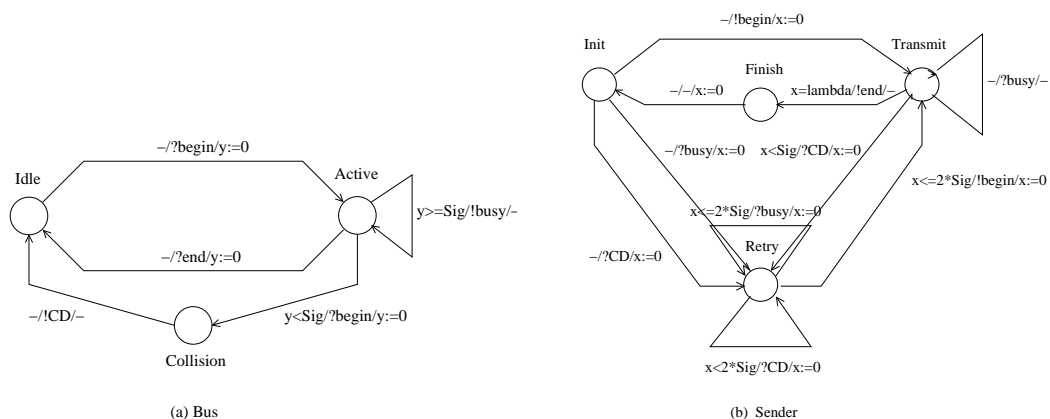 –/?begin/y:=0
Idle
Active
y>=Sig/!busy/–
–/?end/y:=0
–/!CD/–
y<Sig/?begin/y:=0
Collision
(a) Bus
–/!begin/x:=0
Init
Transmit
Finish
–/–/x:=0
x=lambda/!end/–
–/?busy/–
–/?busy/x:=0
x<Sig/?CD/x:=0
x<=2*Sig/!begin/x:=0
x<=2*Sig/?busy/x:=0
Retry
–/?CD/x:=0
x<2*Sig/?CD/x:=0
(b) Sender